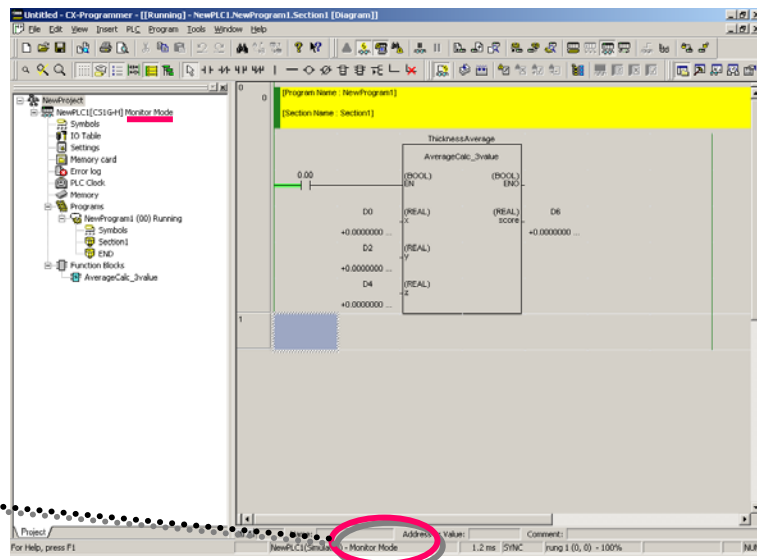 Untitled - CX-Programmer - [[Running] - NewPLC1.NewProgram1.Section1 [Diagram]]
File Edit View Insert PLC Program Tools Window Help
NewProject
NewPLC1[CS1G-H] Monitor Mode
Symbols
IO Table
Settings
Memory card
Error log
PLC Clock
Memory
Programs
NewProgram1 (00) Running
Symbols
Section1
END
Function Blocks
AverageCalc_3value
0
0
[Program Name : NewProgram1]
[Section Name : Section1]
ThicknessAverage
AverageCalc_3value
0.00
(BOOL)
EN
(BOOL)
ENO
D0
(REAL)
x
(REAL)
score
D6
+0.0000000 ...
+0.0000000 ...
D2
(REAL)
y
+0.0000000 ...
D4
(REAL)
z
+0.0000000 ...
1
Project
Address
Value:
Comment:
For Help, press F1
- Monitor Mode
1.2 ms
SYNC
rung 1 (0, 0) - 100%